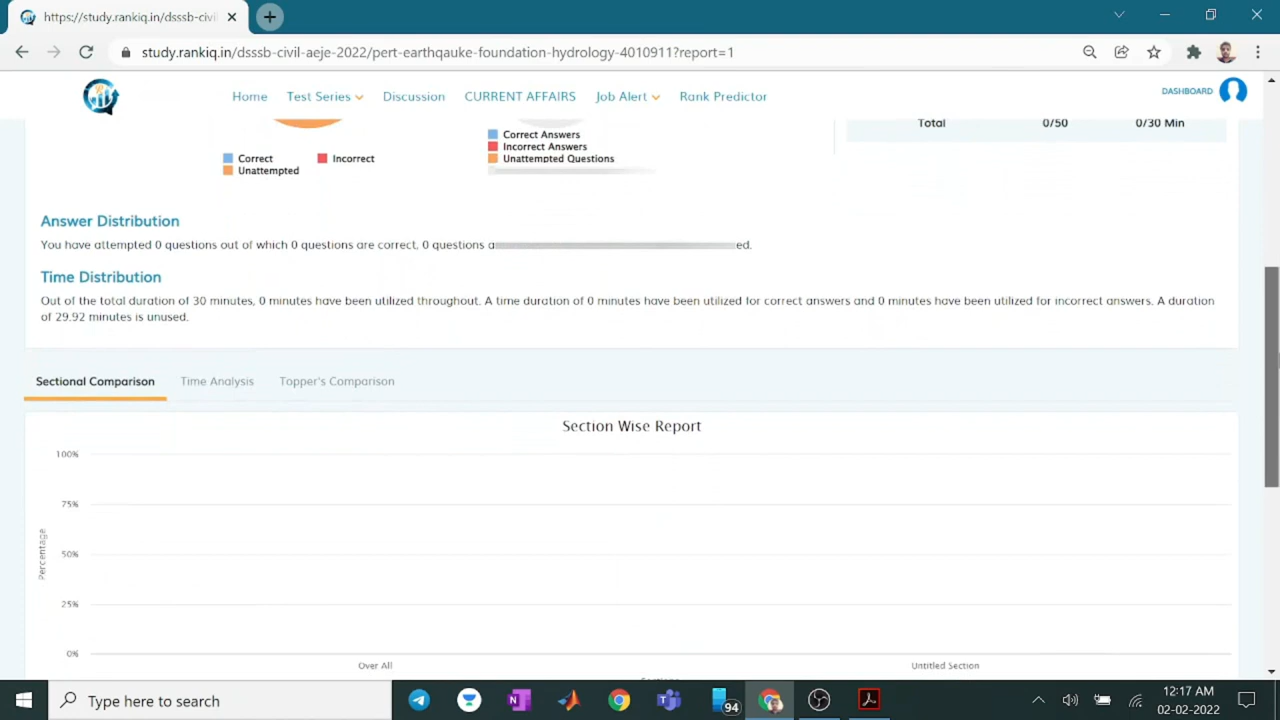 https://study.rankiq.in/dsssb-civi
study.rankiq.in/dsssb-civil-aeje-2022/pert-earthqauke-foundation-hydrology-4010911?report=1
Home Test Series Discussion CURRENT AFFAIRS Job Alert Rank Predictor DASHBOARD
Total 0/50 0/30 Min
Correct Incorrect
Unattempted
Correct Answers
Incorrect Answers
Unattempted Questions
Answer Distribution
You have attempted 0 questions out of which 0 questions are correct, 0 questions a ed.
Time Distribution
Out of the total duration of 30 minutes, 0 minutes have been utilized throughout. A time duration of 0 minutes have been utilized for correct answers and 0 minutes have been utilized for incorrect answers. A duration
of 29.92 minutes is unused.
Sectional Comparison Time Analysis Topper's Comparison
Section Wise Report
100%
75%
50%
25%
0%
Percentage
Over All Untitled Section
Type here to search
94
12:17 AM
02-02-2022